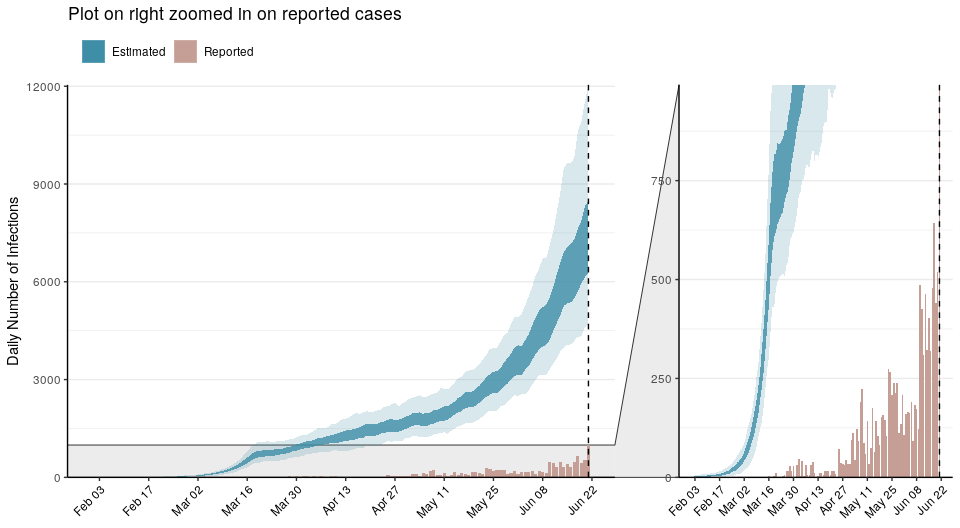 Plot on right zoomed in on reported cases
Estimated Reported
Daily Number of Infections
12000
9000
6000
3000
0
Feb 03 Feb 17 Mar 02 Mar 16 Mar 30 Apr 13 Apr 27 May 11 May 25 Jun 08 Jun 22
750
500
250
0
Feb 03 Feb 17 Mar 02 Mar 16 Mar 30 Apr 13 Apr 27 May 11 May 25 Jun 08 Jun 22